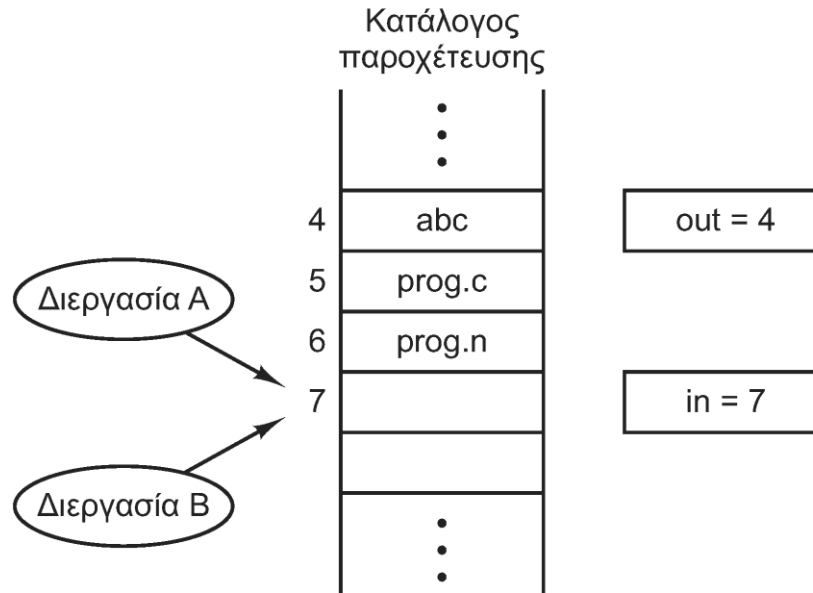 Κατάλογος
παροχέτευσης
4 abc out = 4
Διεργασία Α
5 prog.c
6 prog.n
7 in = 7
Διεργασία Β